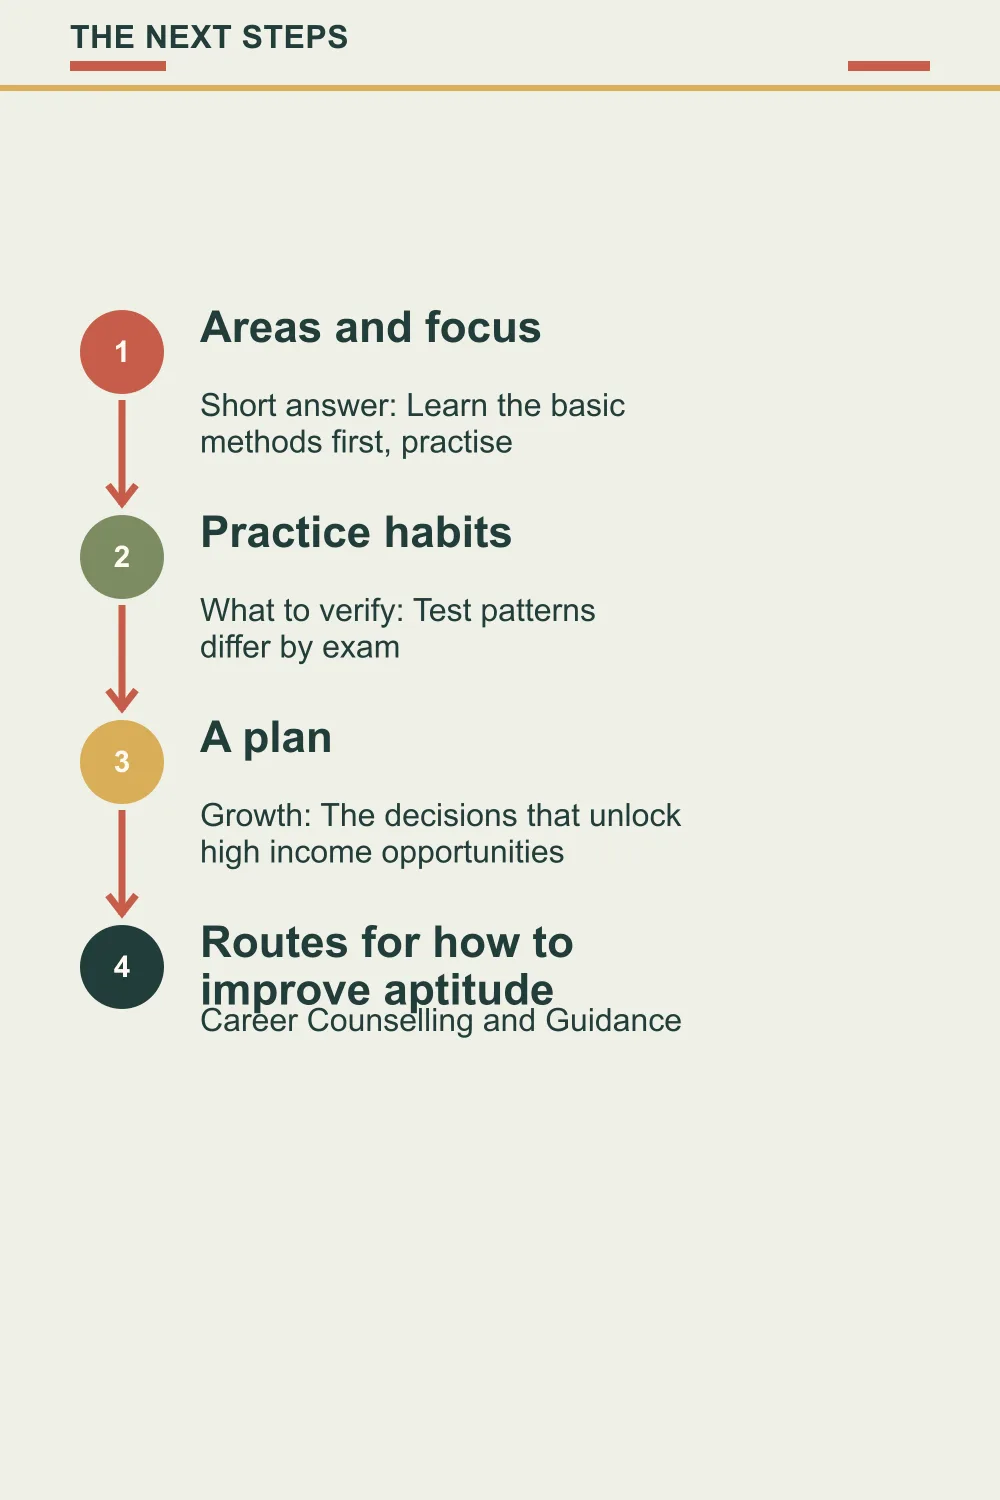 THE NEXT STEPS
1
Areas and focus
Short answer: Learn the basic
methods first, practise
2
Practice habits
What to verify: Test patterns
differ by exam
3
A plan
Growth: The decisions that unlock
high income opportunities
4
Routes for how to
improve aptitude
Career Counselling and Guidance